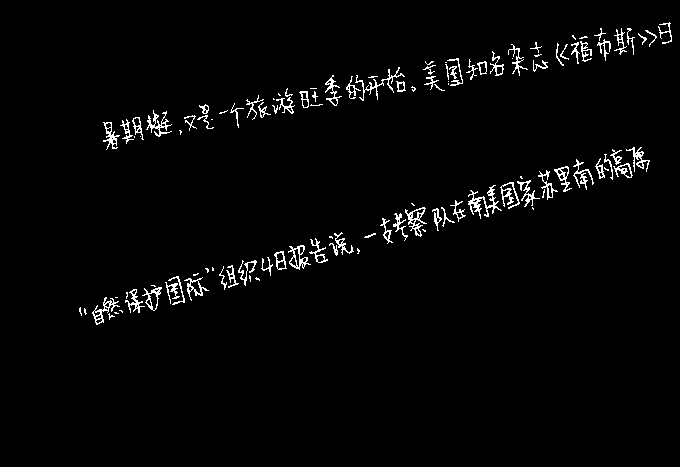 暑期将近，又是一个旅游旺季的开始。美国知名杂志《福布斯》日
“自然保护国际”组织4日报告说，一支考察队在南美国家苏里南的高原